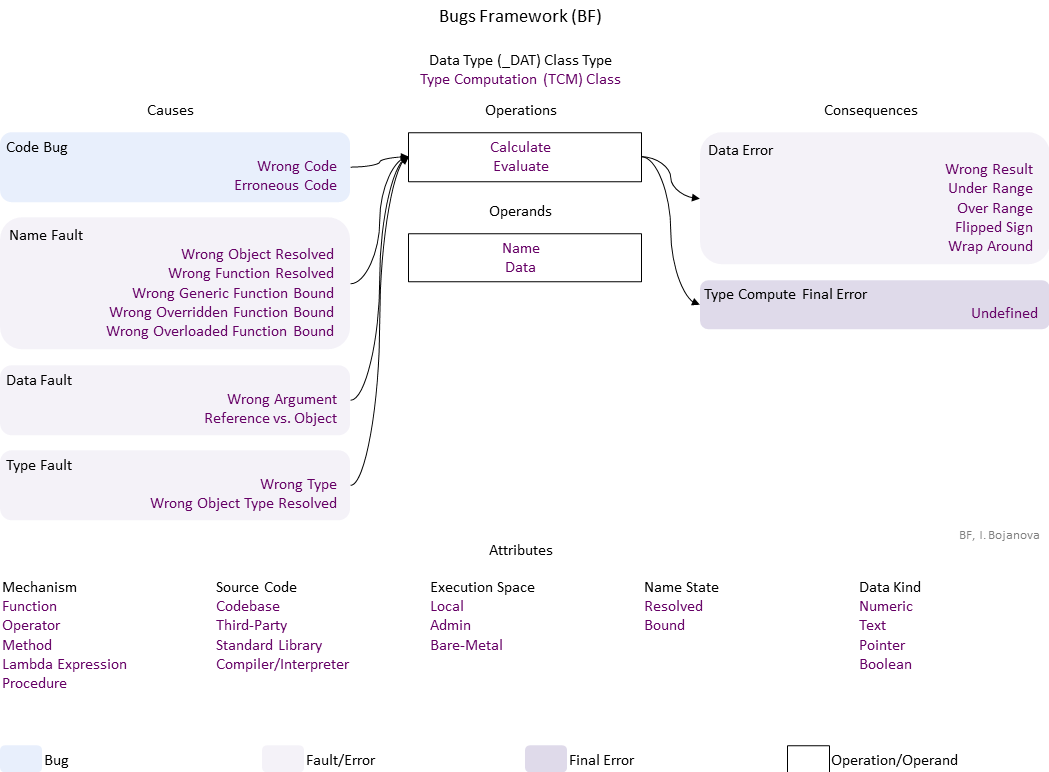 Bugs Framework (BF)
Data Type (_DAT) Class Type
Type Computation (TCM) Class
Causes
Operations
Consequences
Code Bug
Wrong Code
Erroneous Code
Name Fault
Wrong Object Resolved
Wrong Function Resolved
Wrong Generic Function Bound
Wrong Overridden Function Bound
Wrong Overloaded Function Bound
Data Fault
Wrong Argument
Reference vs. Object
Type Fault
Wrong Type
Wrong Object Type Resolved
Calculate
Evaluate
Operands
Name
Data
Data Error
Wrong Result
Under Range
Over Range
Flipped Sign
Wrap Around
Type Compute Final Error
Undefined
BF, I. Bojanova
Attributes
Mechanism
Function
Operator
Method
Lambda Expression
Procedure
Source Code
Codebase
Third-Party
Standard Library
Compiler/Interpreter
Execution Space
Local
Admin
Bare-Metal
Name State
Resolved
Bound
Data Kind
Numeric
Text
Pointer
Boolean
Bug
Fault/Error
Final Error
Operation/Operand